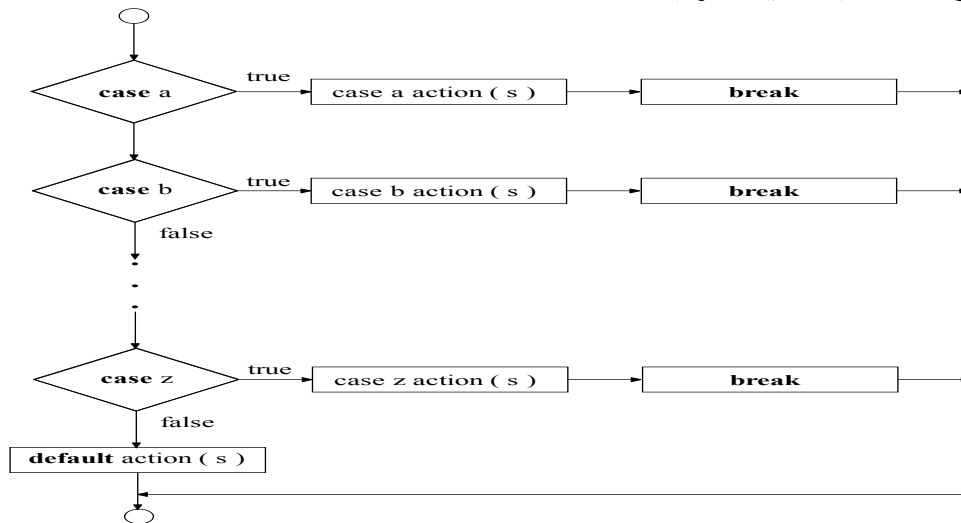 true
case a
case a action ( s )
break
true
case b
case b action ( s )
break
false
true
case z
case z action ( s )
break
false
default action ( s )